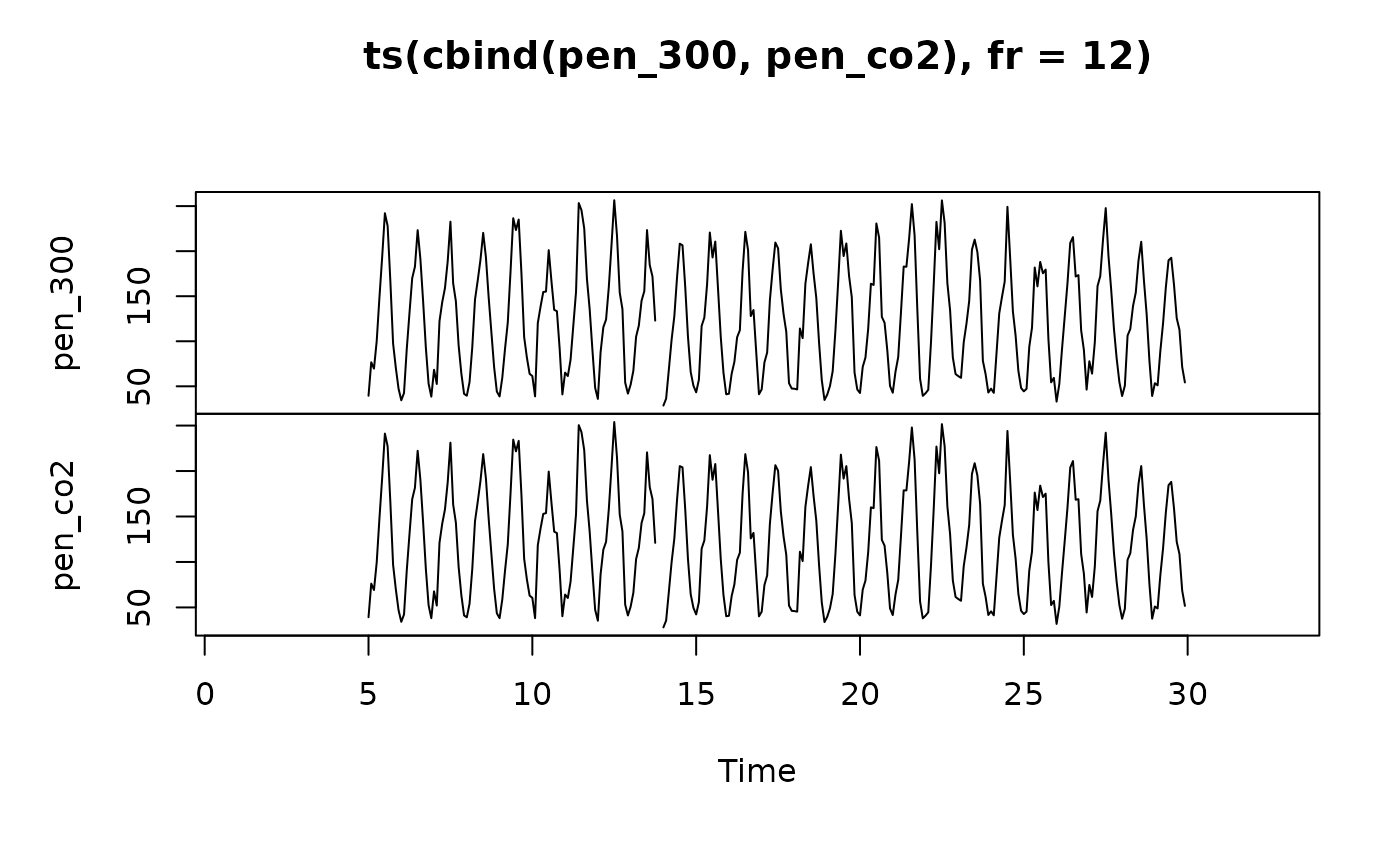 ts(cbind(pen_300, pen_co2), fr = 12)
pen_300
50 150
pen_co2
50 150
0 5 10 15 20 25 30
Time